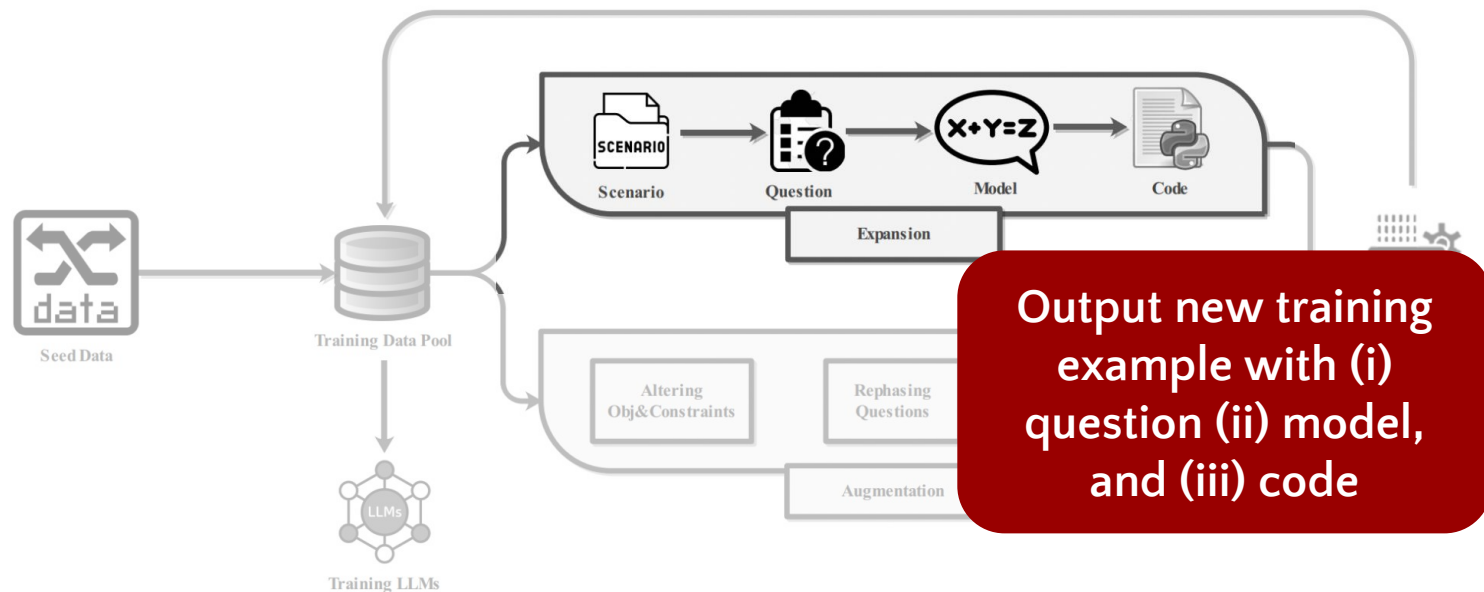 SCENARIO
X+Y=Z
?
Scenario
Question
Model
Code
Expansion
data
Seed Data
Training Data Pool
Altering
Obj&Constraints
Rephasing
Questions
Augmentation
LLMs
Training LLMs
Output new training
example with (i)
question (ii) model,
and (iii) code